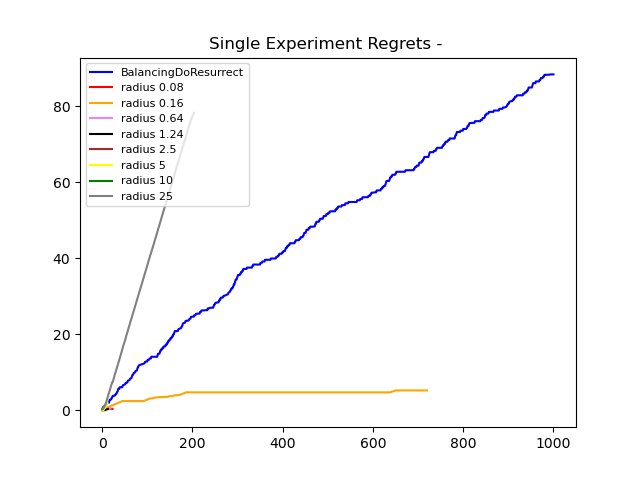 Single Experiment Regrets -
BalancingDoResurrect
radius 0.08
radius 0.16
radius 0.64
radius 1.24
radius 2.5
radius 5
radius 10
radius 25
80
60
40
20
0
0 200 400 600 800 1000